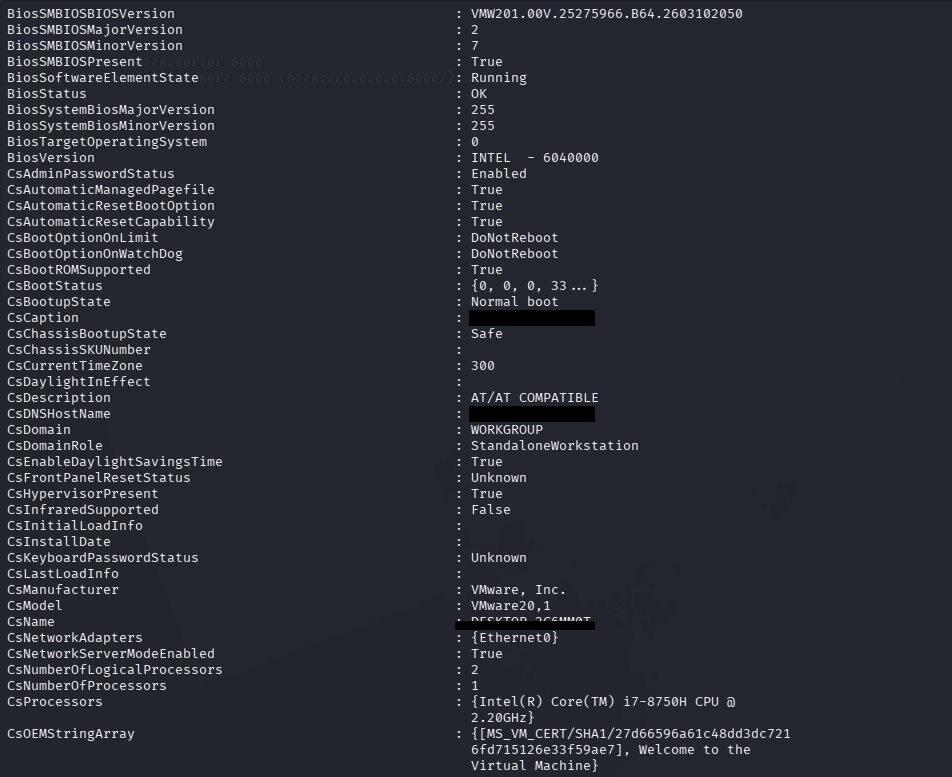 BiosSMBIOSBIOSVersion : VMW201.00V.25275966.B64.2603102050
BiosSMBIOSMajorVersion : 2
BiosSMBIOSMinorVersion : 7
BiosSMBIOSPresent : True
BiosSoftwareElementState : Running
BiosStatus : OK
BiosSystemBiosMajorVersion : 255
BiosSystemBiosMinorVersion : 255
BiosTargetOperatingSystem : 0
BiosVersion : INTEL  - 6040000
CsAdminPasswordStatus : Enabled
CsAutomaticManagedPagefile : True
CsAutomaticResetBootOption : True
CsAutomaticResetCapability : True
CsBootOptionOnLimit : DoNotReboot
CsBootOptionOnWatchDog : DoNotReboot
CsBootROMSupported : True
CsBootStatus : {0, 0, 0, 33...}
CsBootupState : Normal boot
CsCaption :
CsChassisBootupState : Safe
CsChassisSKUNumber :
CsCurrentTimeZone : 300
CsDaylightInEffect :
CsDescription : AT/AT COMPATIBLE
CsDNSHostName :
CsDomain : WORKGROUP
CsDomainRole : StandaloneWorkstation
CsEnableDaylightSavingsTime : True
CsFrontPanelResetStatus : Unknown
CsHypervisorPresent : True
CsInfraredSupported : False
CsInitialLoadInfo :
CsInstallDate :
CsKeyboardPasswordStatus : Unknown
CsLastLoadInfo :
CsManufacturer : VMware, Inc.
CsModel : VMware20,1
CsName :
CsNetworkAdapters : {Ethernet0}
CsNetworkServerModeEnabled : True
CsNumberOfLogicalProcessors : 2
CsNumberOfProcessors : 1
CsProcessors : {Intel(R) Core(TM) i7-8750H CPU @
2.20GHz}
CsOEMStringArray : {[MS_VM_CERT/SHA1/27d66596a61c48dd3dc721
6fd715126e33f59ae7], Welcome to the
Virtual Machine}